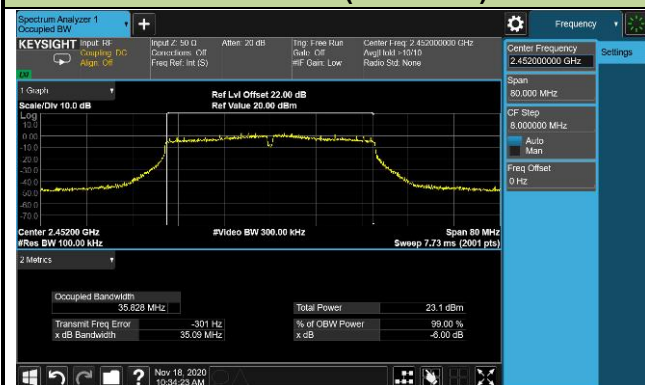 Spectrum Analyzer 1
Occupied BW
+
Frequency
KEYSIGHT Input: RF
Coupling: DC
Align: Off
Input Z: 50 Ω
Corrections: Off
Freq Ref: Int (S)
Atten: 20 dB
Trig: Free Run
Gate: Off
#IF Gain: Low
Center Freq: 2.452000000 GHz
Avg|Hold >10/10
Radio Std: None
Center Frequency
2.452000000 GHz
Settings
Span
80.000 MHz
CF Step
8.000000 MHz
Auto
Man
Freq Offset
0 Hz
1 Graph
Scale/Div 10.0 dB
Ref Lvl Offset 22.00 dB
Ref Value 20.00 dBm
Log
10.0
0.00
-10.0
-20.0
-30.0
-40.0
-50.0
-60.0
-70.0
Center 2.45200 GHz
#Res BW 100.00 kHz
#Video BW 300.00 kHz
Span 80 MHz
Sweep 7.73 ms (2001 pts)
2 Metrics
Occupied Bandwidth
35.828 MHz
Transmit Freq Error -301 Hz
x dB Bandwidth 35.09 MHz
Total Power 23.1 dBm
% of OBW Power 99.00 %
x dB -6.00 dB
?
Nov 18, 2020
10:34:23 AM